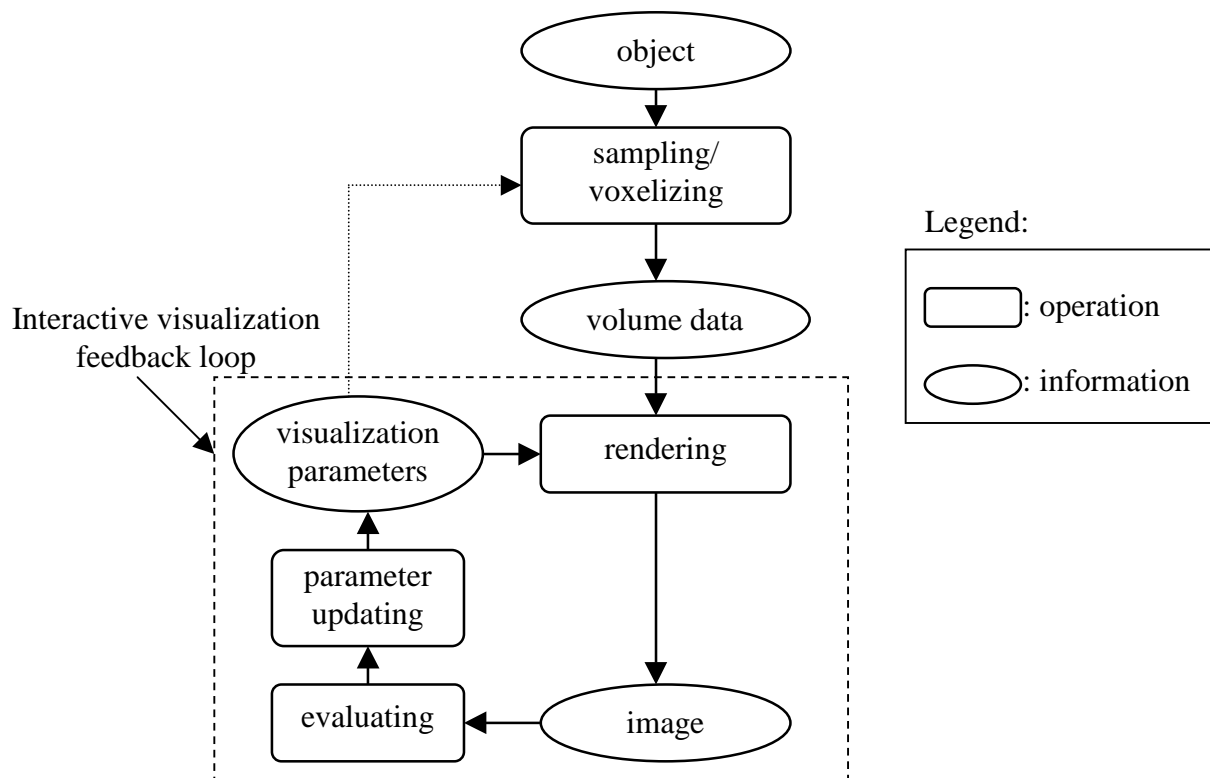 object
sampling/
voxelizing
Legend:
volume data
: operation
Interactive visualization
feedback loop
: information
visualization
parameters
rendering
parameter
updating
evaluating
image